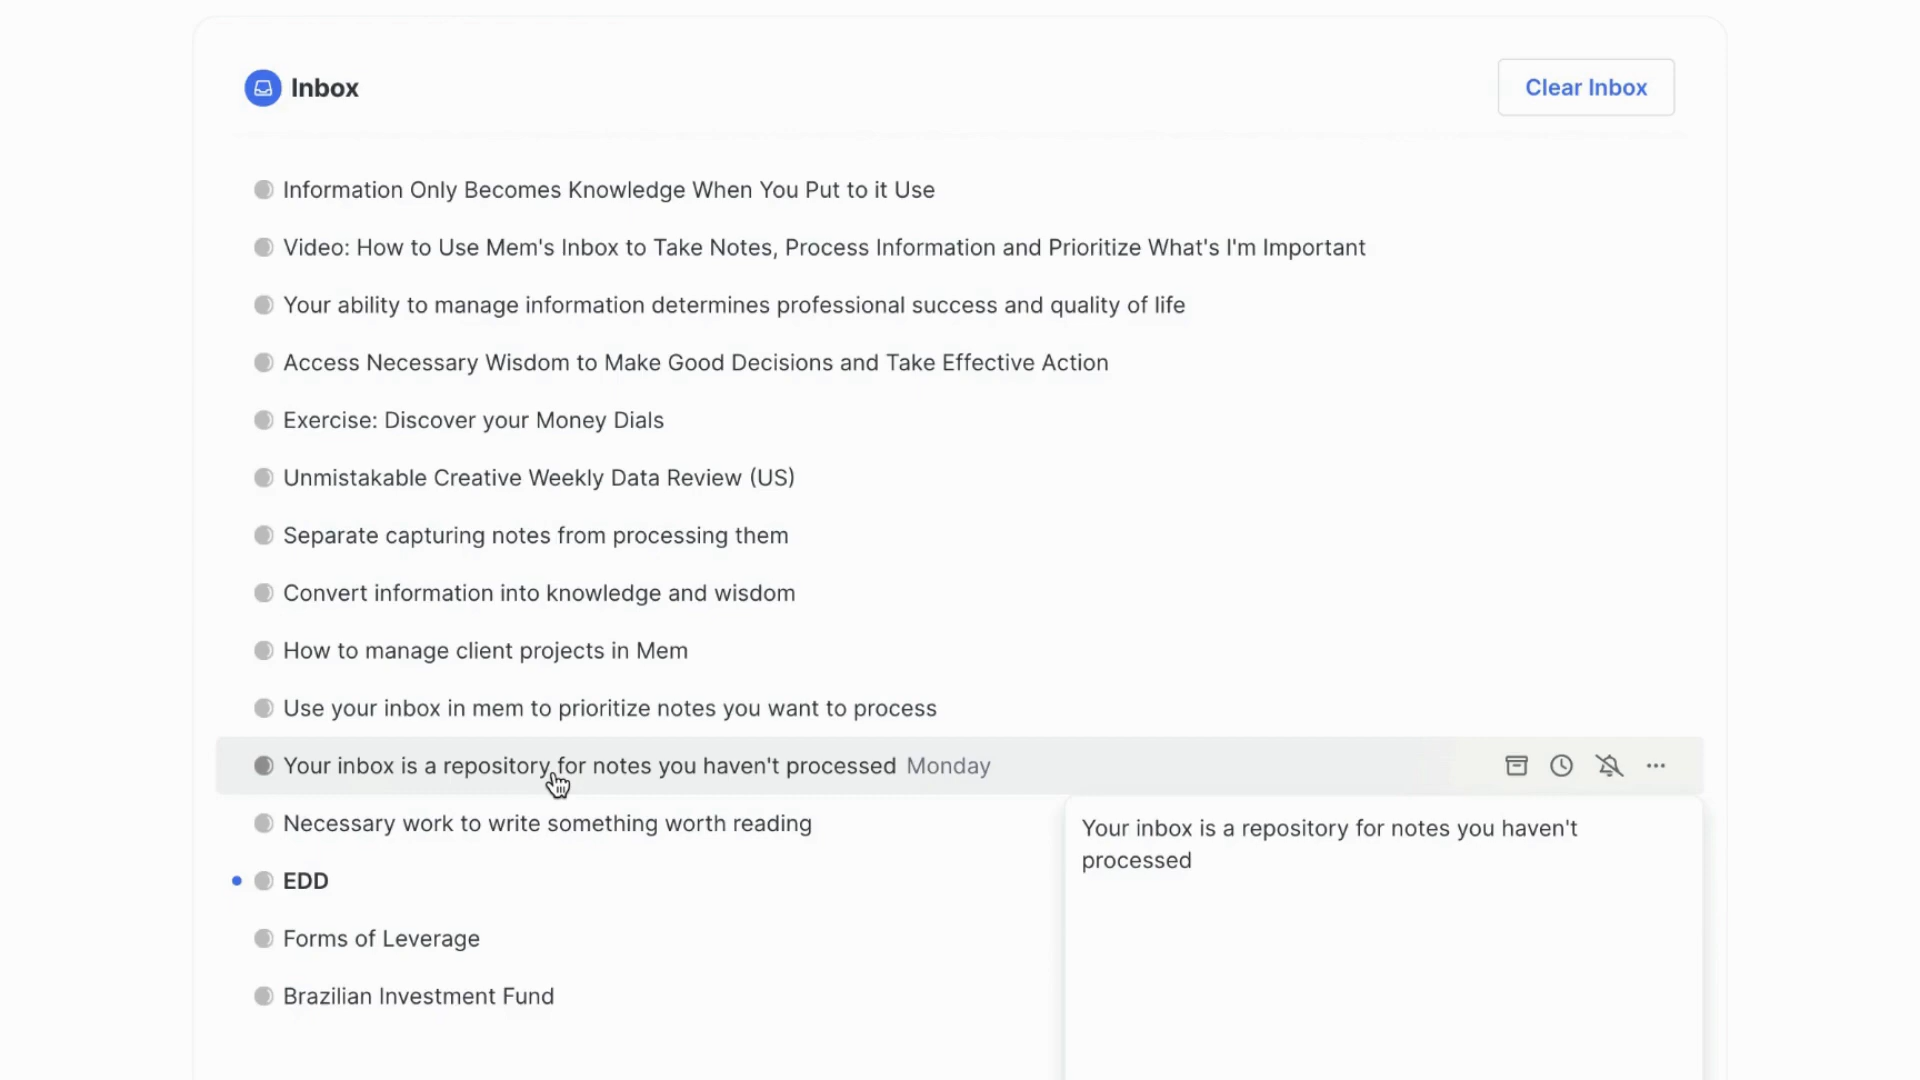 Inbox
Clear Inbox
Information Only Becomes Knowledge When You Put to it Use
Video: How to Use Mem's Inbox to Take Notes, Process Information and Prioritize What's I'm Important
Your ability to manage information determines professional success and quality of life
Access Necessary Wisdom to Make Good Decisions and Take Effective Action
Exercise: Discover your Money Dials
Unmistakable Creative Weekly Data Review (US)
Separate capturing notes from processing them
Convert information into knowledge and wisdom
How to manage client projects in Mem
Use your inbox in mem to prioritize notes you want to process
Your inbox is a repository for notes you haven't processed Monday
Necessary work to write something worth reading
EDD
Forms of Leverage
Brazilian Investment Fund
Your inbox is a repository for notes you haven't
processed